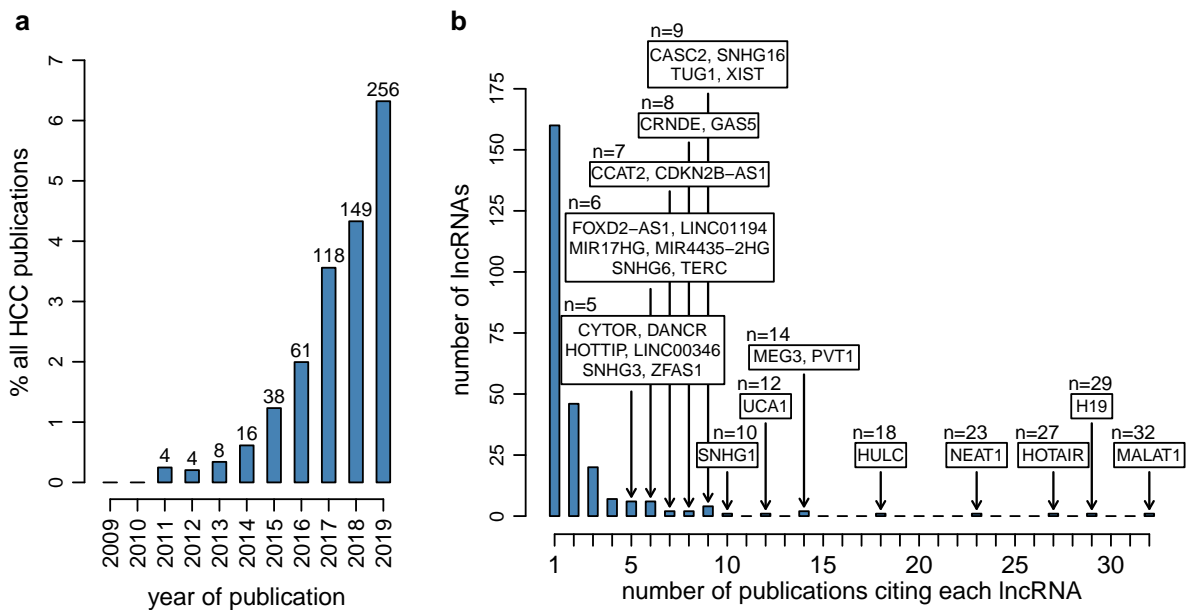 a
% all HCC publications
7
6
5
4
3
2
1
0
4
4
8
16
38
61
118
149
256
2009
2010
2011
2012
2013
2014
2015
2016
2017
2018
2019
year of publication
b
number of lncRNAs
175
150
125
100
75
50
25
0
n=9
CASC2, SNHG16
TUG1, XIST
n=8
CRNDE, GAS5
n=7
CCAT2, CDKN2B−AS1
n=6
FOXD2−AS1, LINC01194
MIR17HG, MIR4435−2HG
SNHG6, TERC
n=5
CYTOR, DANCR
HOTTIP, LINC00346
SNHG3, ZFAS1
n=14
MEG3, PVT1
n=12
UCA1
n=10
SNHG1
n=18
HULC
n=23
NEAT1
n=27
HOTAIR
n=29
H19
n=32
MALAT1
1
5
10
15
20
25
30
number of publications citing each lncRNA